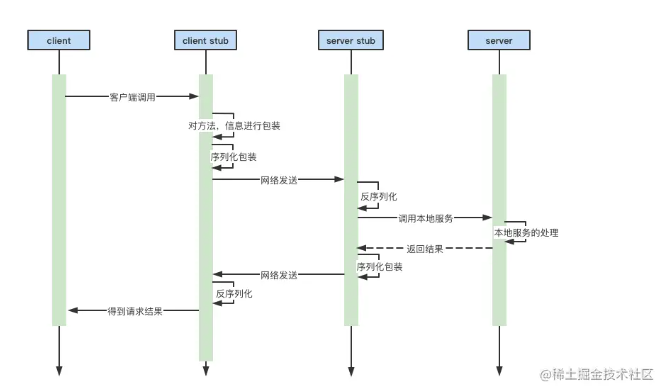 client
client stub
server stub
server
客户端调用
对方法，信息进行包装
序列化包装
网络发送
反序列化
调用本地服务
本地服务的处理
返回结果
序列化包装
网络发送
反序列化
得到请求结果
@稀土掘金技术社区